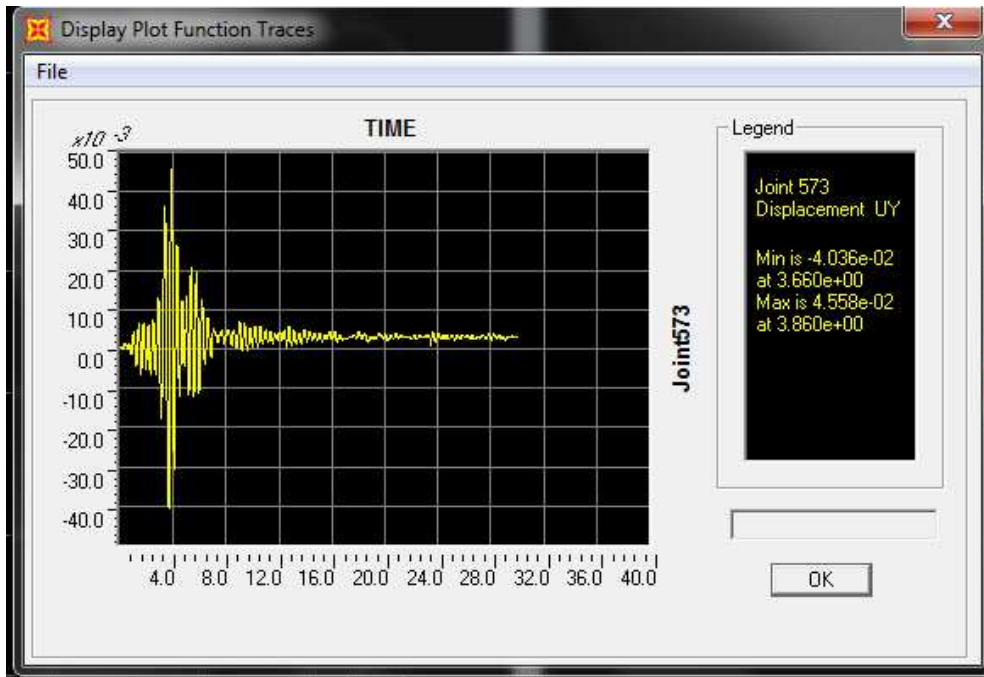 Display Plot Function Traces
X
File
TIME
x10 -3
50.0
40.0
30.0
20.0
10.0
0.0
-10.0
-20.0
-30.0
-40.0
4.0 8.0 12.0 16.0 20.0 24.0 28.0 32.0 36.0 40.0
Joint573
Legend
Joint 573
Displacement UY
Min is -4.036e-02
at 3.660e+00
Max is 4.558e-02
at 3.860e+00
OK